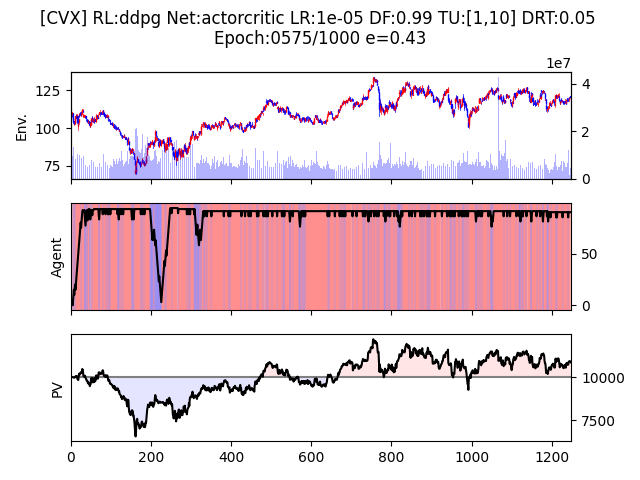 [CVX] RL:ddpg Net:actorcritic LR:1e-05 DF:0.99 TU:[1,10] DRT:0.05
Epoch:0575/1000 e=0.43
1e7
Env.
125
100
75
4
2
0
Agent
50
0
PV
10000
7500
0 200 400 600 800 1000 1200